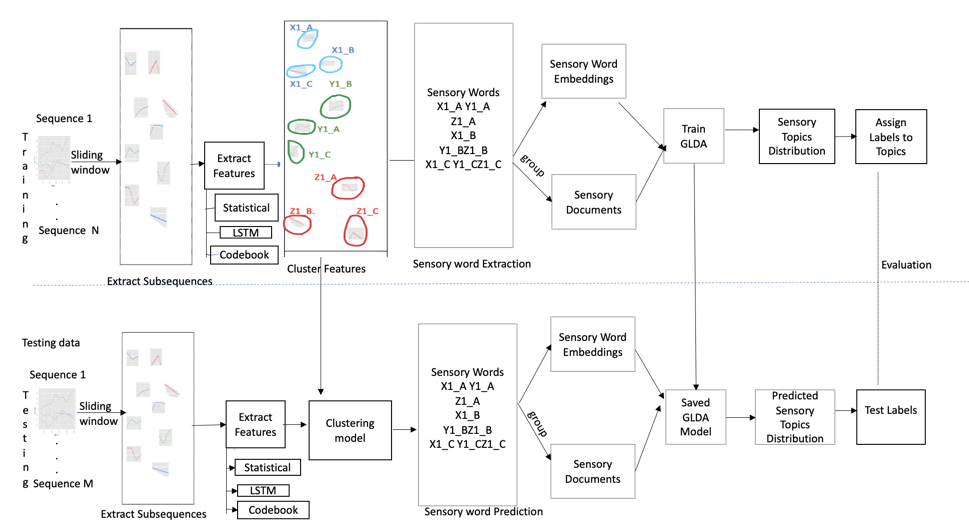 Training
Sequence 1
Sliding
window
.
.
Sequence N
Extract Subsequences
Extract
Features
Statistical
LSTM
Codebook
X1_A
X1_B
X1_C
Y1_B
Y1_A
Y1_C
Z1_A
Z1_B.
Z1_C
Cluster Features
Sensory Words
X1_A Y1_A
Z1_A
X1_B
Y1_BZ1_B
X1_C Y1_CZ1_C
Sensory word Extraction
group
Sensory Word
Embeddings
Sensory
Documents
Train
GLDA
Sensory
Topics
Distribution
Assign
Labels to
Topics
Evaluation
Testing data
Testing
Sequence 1
Sliding
window
.
.
.
Sequence M
Extract Subsequences
Extract
Features
Statistical
LSTM
Codebook
Clustering
model
Sensory Words
X1_A Y1_A
Z1_A
X1_B
Y1_BZ1_B
X1_C Y1_CZ1_C
Sensory word Prediction
group
Sensory Word
Embeddings
Sensory
Documents
Saved
GLDA
Model
Predicted
Sensory
Topics
Distribution
Test Labels